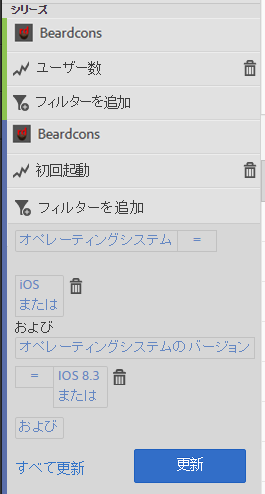 シリーズ
Beardcons
ユーザー数
フィルターを追加
Beardcons
初回起動
フィルターを追加
オペレーティングシステム =
iOS
または
および
オペレーティングシステムの バージョン
= IOS 8.3
または
および
すべて更新 更新